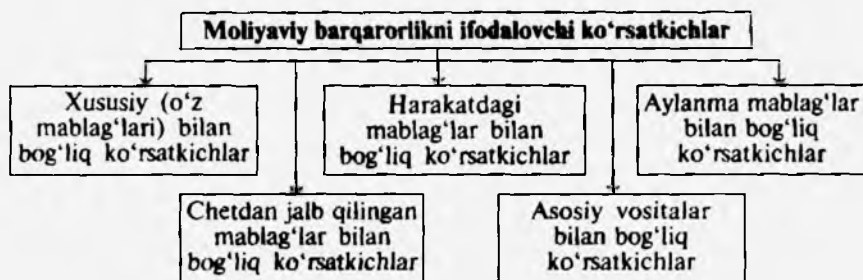 Moliyaviy barqarorlikni ifodalovchi ko‘rsatkichlar
Xususiy (o‘z
mablag‘lari) bilan
bog‘liq ko‘rsatkichlar
Harakatdagi
mablag‘lar bilan
bog‘liq ko‘rsatkichlar
Aylanma mablag‘lar
bilan bog‘liq
ko‘rsatkichlar
Chetdan jalb qilingan
mablag‘lar bilan
bog‘liq ko‘rsatkichlar
Asosiy vositalar
bilan bog‘liq
ko‘rsatkichlar